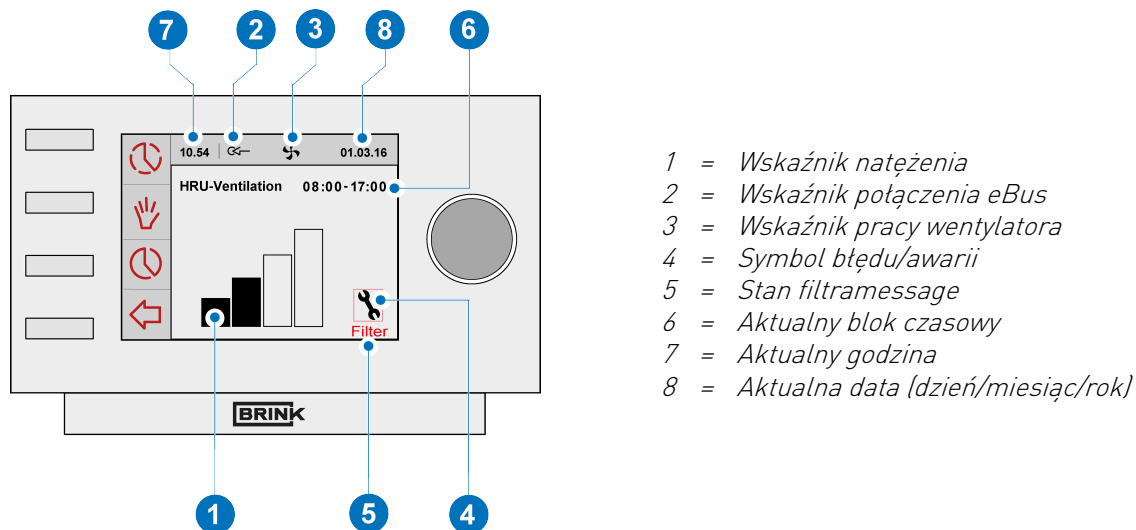 7 2 3 8 6
10.54 01.03.16
HRU-Ventilation 08:00-17:00
Filter
BRINK
1 5 4
1 = Wskaźnik natężenia
2 = Wskaźnik połączenia eBus
3 = Wskaźnik pracy wentylatora
4 = Symbol błędu/awarii
5 = Stan filtramessage
6 = Aktualny blok czasowy
7 = Aktualny godzina
8 = Aktualna data (dzień/miesiąc/rok)